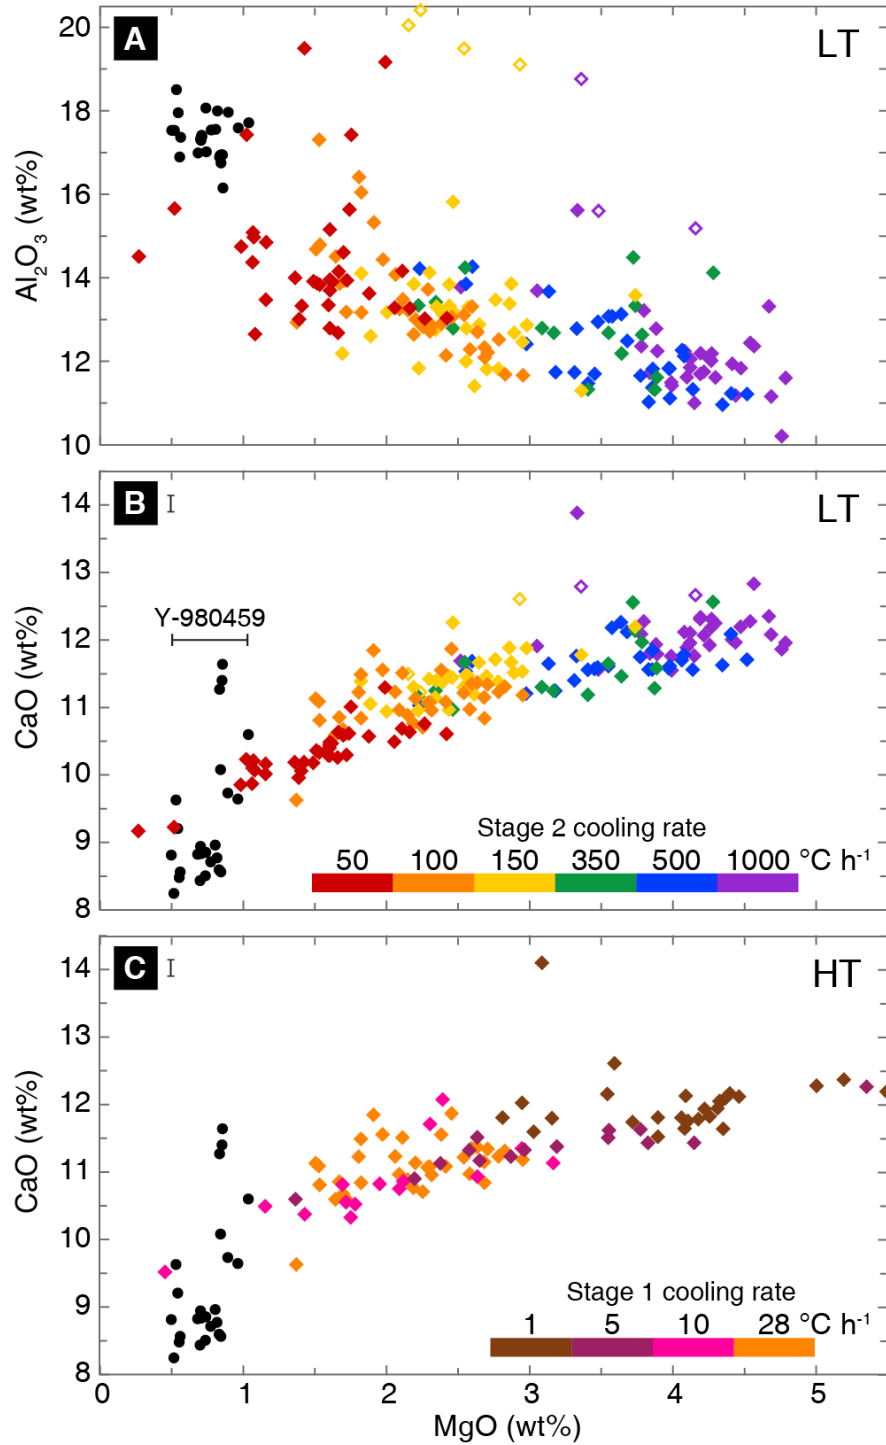 A
LT
20
18
16
14
12
10
Al₂O₃ (wt%)
B
LT
14
13
12
11
10
9
8
CaO (wt%)
Y-980459
Stage 2 cooling rate
50 100 150 350 500 1000 °C h⁻¹
C
HT
14
13
12
11
10
9
8
CaO (wt%)
Stage 1 cooling rate
1 5 10 28 °C h⁻¹
0 1 2 3 4 5
MgO (wt%)